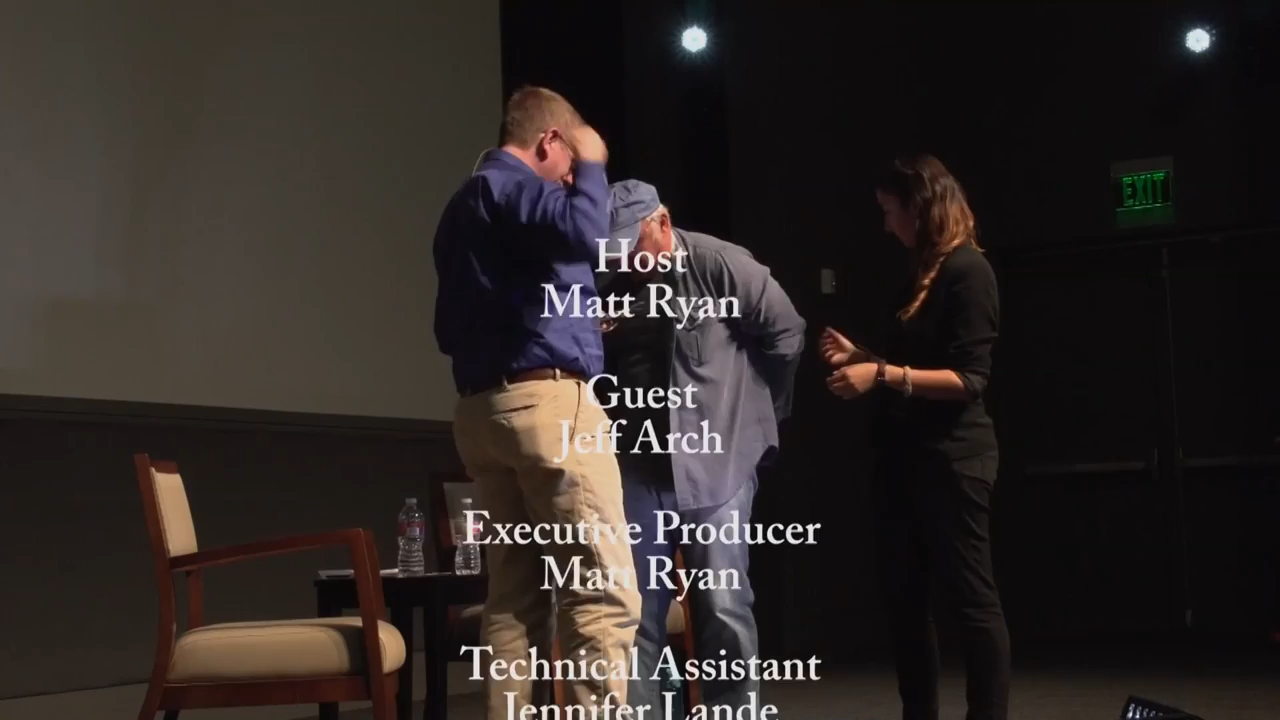 EXIT
Host
Matt Ryan
Guest
Jeff Arch
Executive Producer
Matt Ryan
Technical Assistant
Jennifer Lande